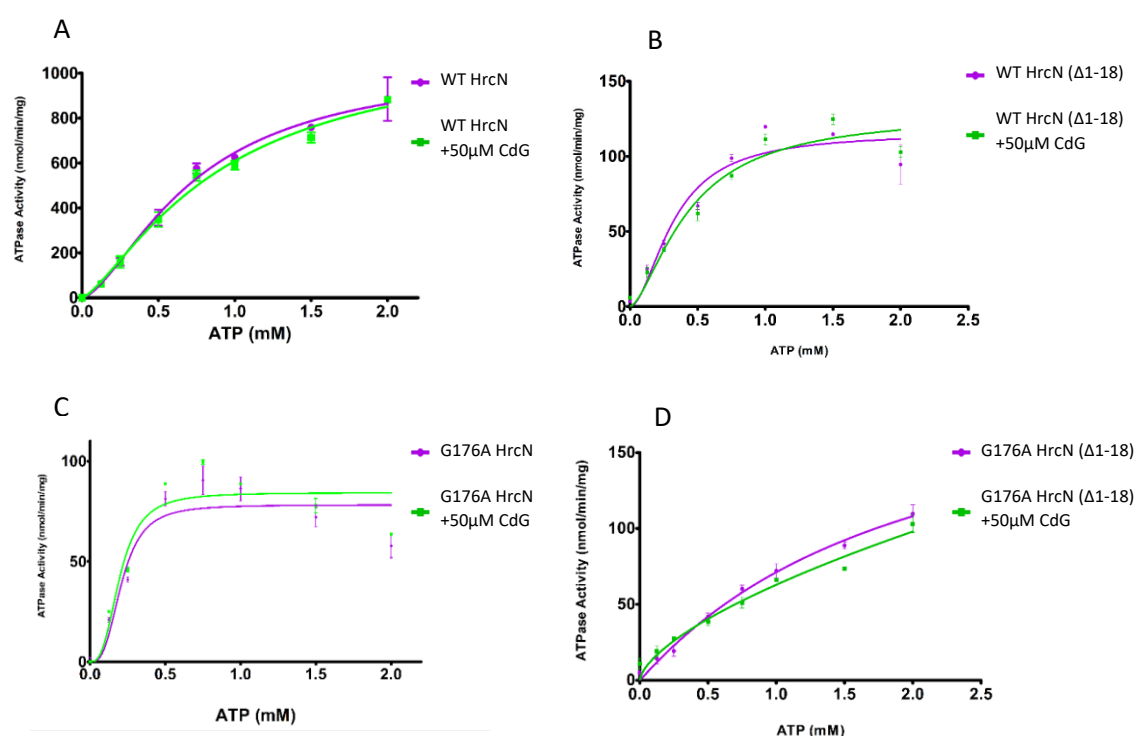 A
1000
800
600
400
200
0
0.0 0.5 1.0 1.5 2.0
ATPase Activity (nmol/min/mg)
ATP (mM)
WT HrcN
WT HrcN
+50µM CdG
B
150
100
50
0
0.0 0.5 1.0 1.5 2.0 2.5
ATPase Activity (nmol/min/mg)
ATP (mM)
WT HrcN (Δ1-18)
WT HrcN (Δ1-18)
+50µM CdG
C
100
50
0
0.0 0.5 1.0 1.5 2.0
ATPase Activity (nmol/min/mg)
ATP (mM)
G176A HrcN
G176A HrcN
+50µM CdG
D
150
100
50
0
0.0 0.5 1.0 1.5 2.0 2.5
ATPase Activity (nmol/min/mg)
ATP (mM)
G176A HrcN (Δ1-18)
G176A HrcN (Δ1-18)
+50µM CdG